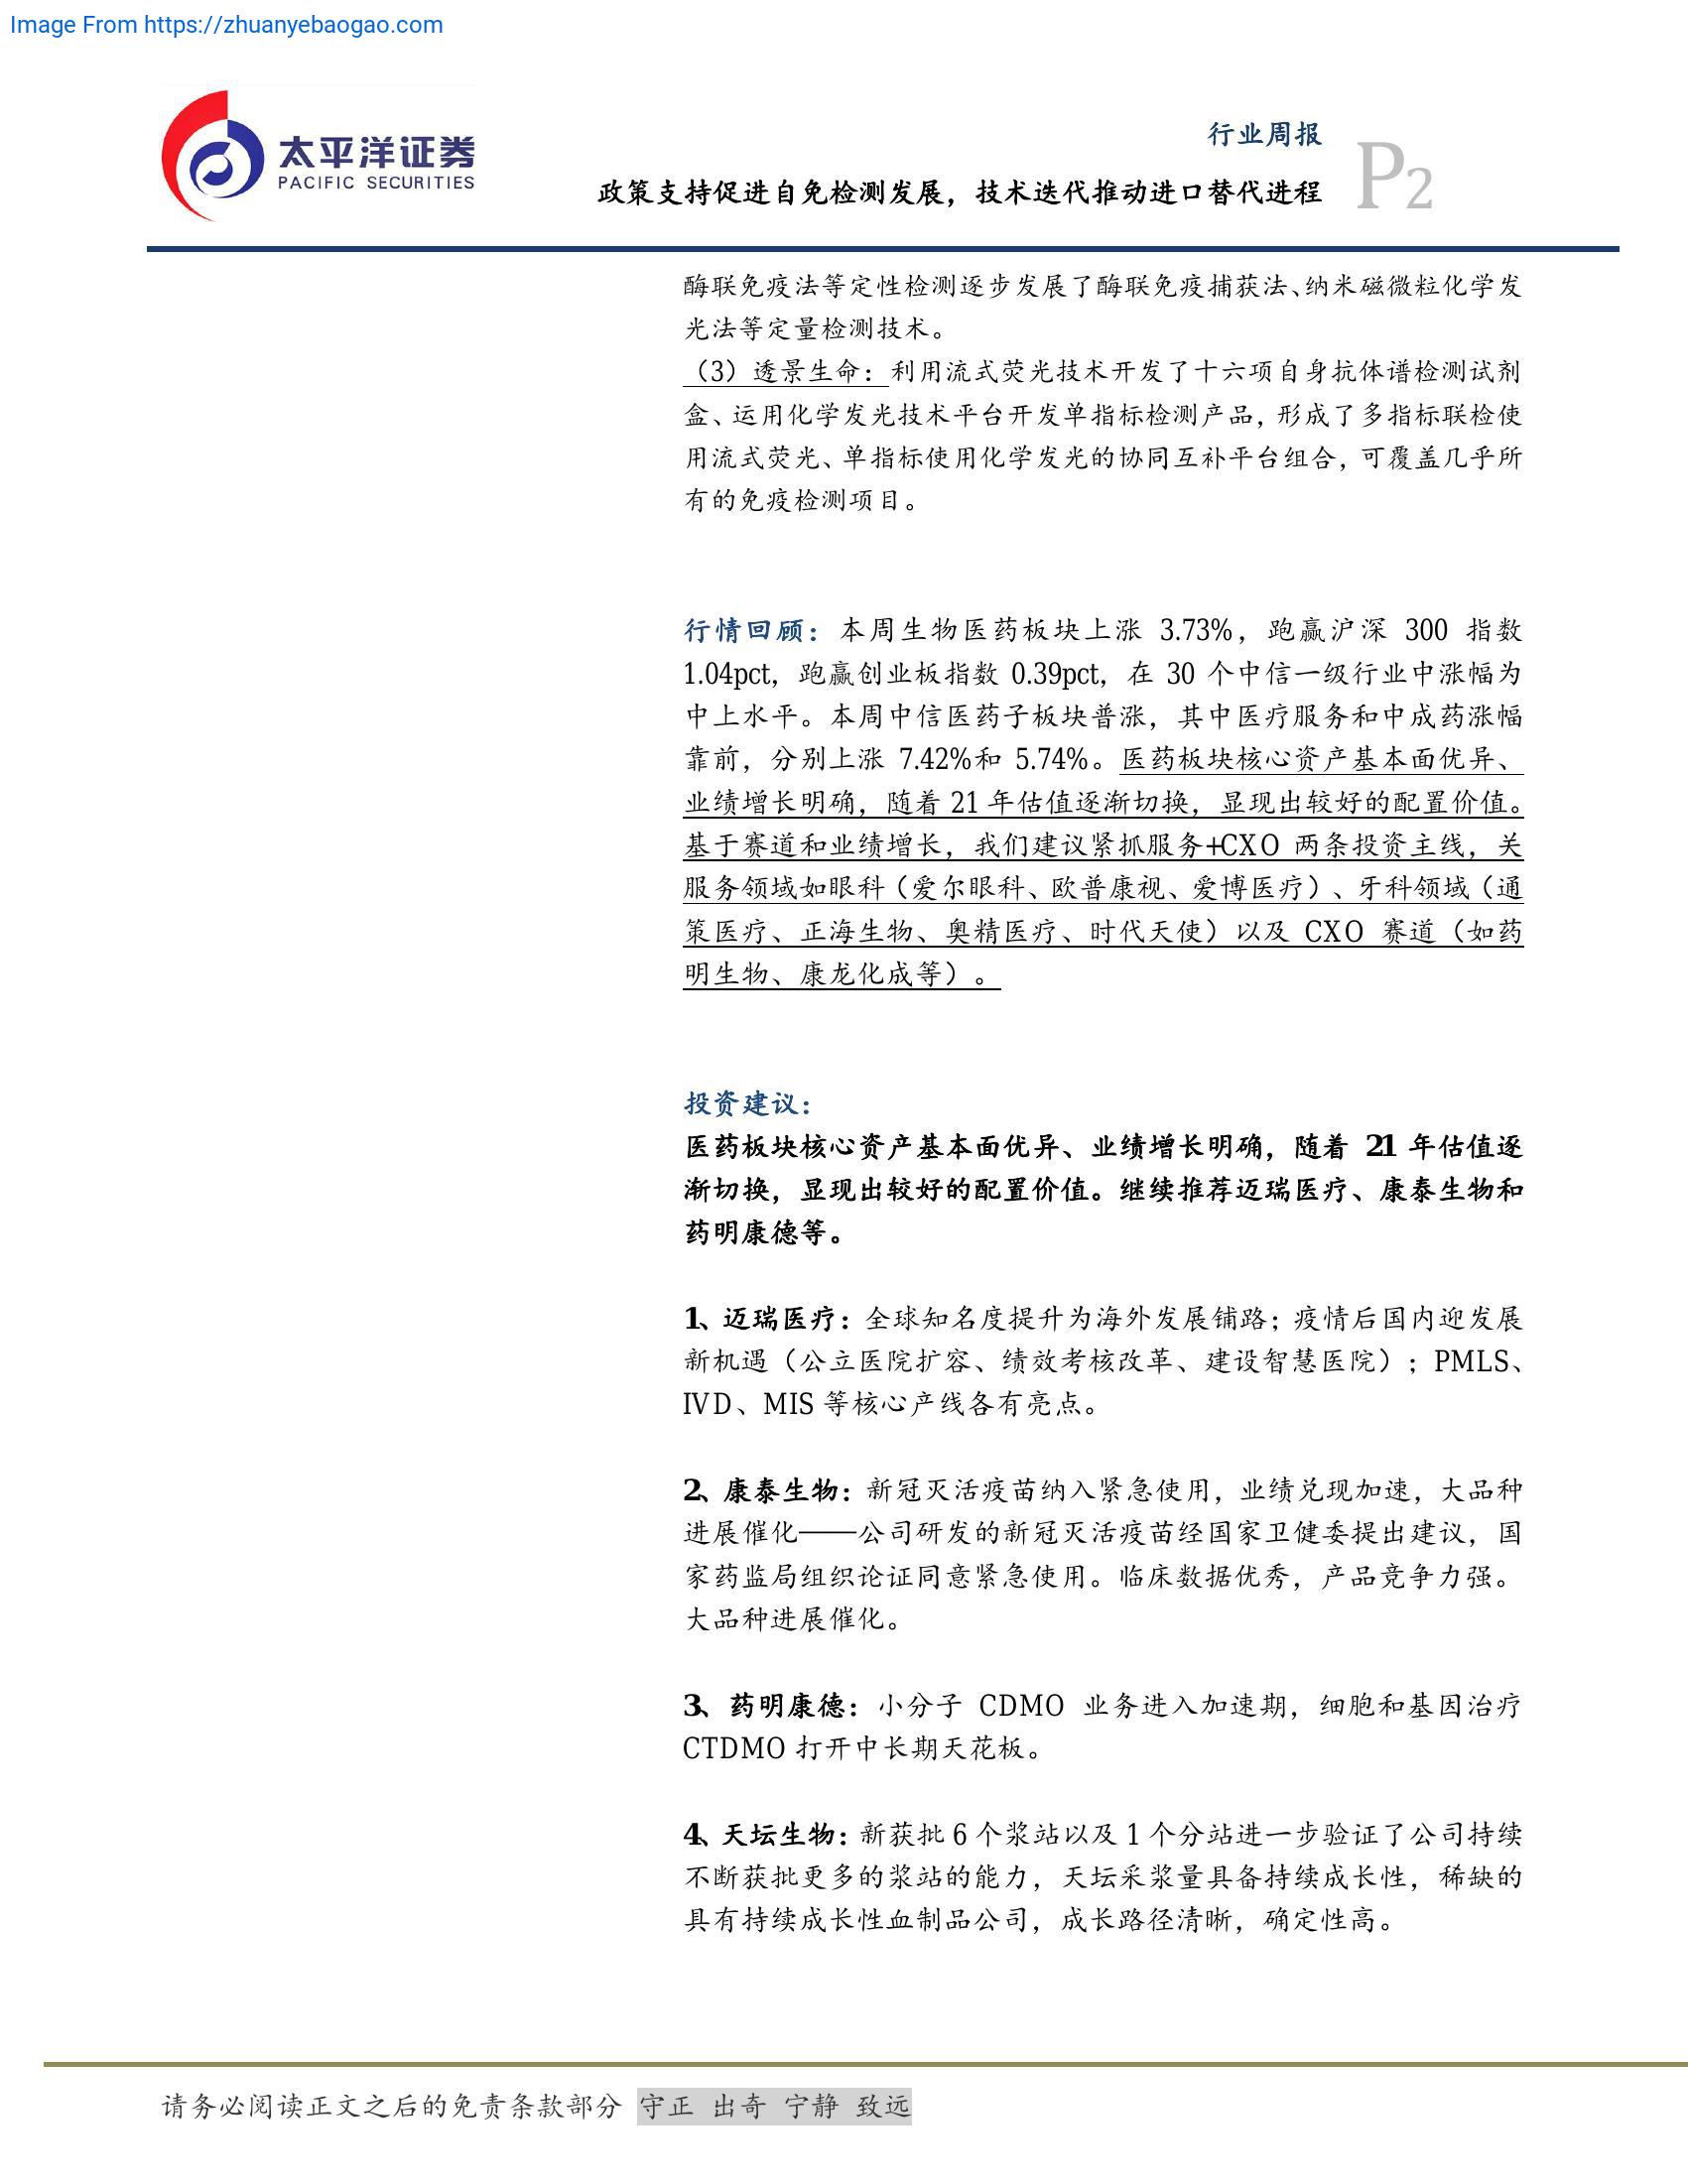 Image From https://zhuanyebaogao.com
太平洋证券
PACIFIC SECURITIES
行业周报
政策支持促进自免检测发展，技术迭代推动进口替代进程
P2
酶联免疫法等定性检测逐步发展了酶联免疫捕获法、纳米磁微粒化学发
光法等定量检测技术。
（3）透景生命：利用流式荧光技术开发了十六项自身抗体谱检测试剂
盒、运用化学发光技术平台开发单指标检测产品，形成了多指标联检使
用流式荧光、单指标使用化学发光的协同互补平台组合，可覆盖几乎所
有的免疫检测项目。
行情回顾：本周生物医药板块上涨 3.73%，跑赢沪深 300 指数
1.04pct，跑赢创业板指数 0.39pct，在 30 个中信一级行业中涨幅为
中上水平。本周中信医药子板块普涨，其中医疗服务和中成药涨幅
靠前，分别上涨 7.42%和 5.74%。医药板块核心资产基本面优异、
业绩增长明确，随着 21 年估值逐渐切换，显现出较好的配置价值。
基于赛道和业绩增长，我们建议紧抓服务+CXO 两条投资主线，关
服务领域如眼科（爱尔眼科、欧普康视、爱博医疗）、牙科领域（通
策医疗、正海生物、奥精医疗、时代天使）以及 CXO 赛道（如药
明生物、康龙化成等）。
投资建议：
医药板块核心资产基本面优异、业绩增长明确，随着 21 年估值逐
渐切换，显现出较好的配置价值。继续推荐迈瑞医疗、康泰生物和
药明康德等。
1、迈瑞医疗：全球知名度提升为海外发展铺路；疫情后国内迎发展
新机遇（公立医院扩容、绩效考核改革、建设智慧医院）；PMLS、
IVD、MIS 等核心产线各有亮点。
2、康泰生物：新冠灭活疫苗纳入紧急使用，业绩兑现加速，大品种
进展催化——公司研发的新冠灭活疫苗经国家卫健委提出建议，国
家药监局组织论证同意紧急使用。临床数据优秀，产品竞争力强。
大品种进展催化。
3、药明康德：小分子 CDMO 业务进入加速期，细胞和基因治疗
CTDMO 打开中长期天花板。
4、天坛生物：新获批 6 个浆站以及 1 个分站进一步验证了公司持续
不断获批更多的浆站的能力，天坛采浆量具备持续成长性，稀缺的
具有持续成长性血制品公司，成长路径清晰，确定性高。
请务必阅读正文之后的免责条款部分 守正 出奇 宁静 致远